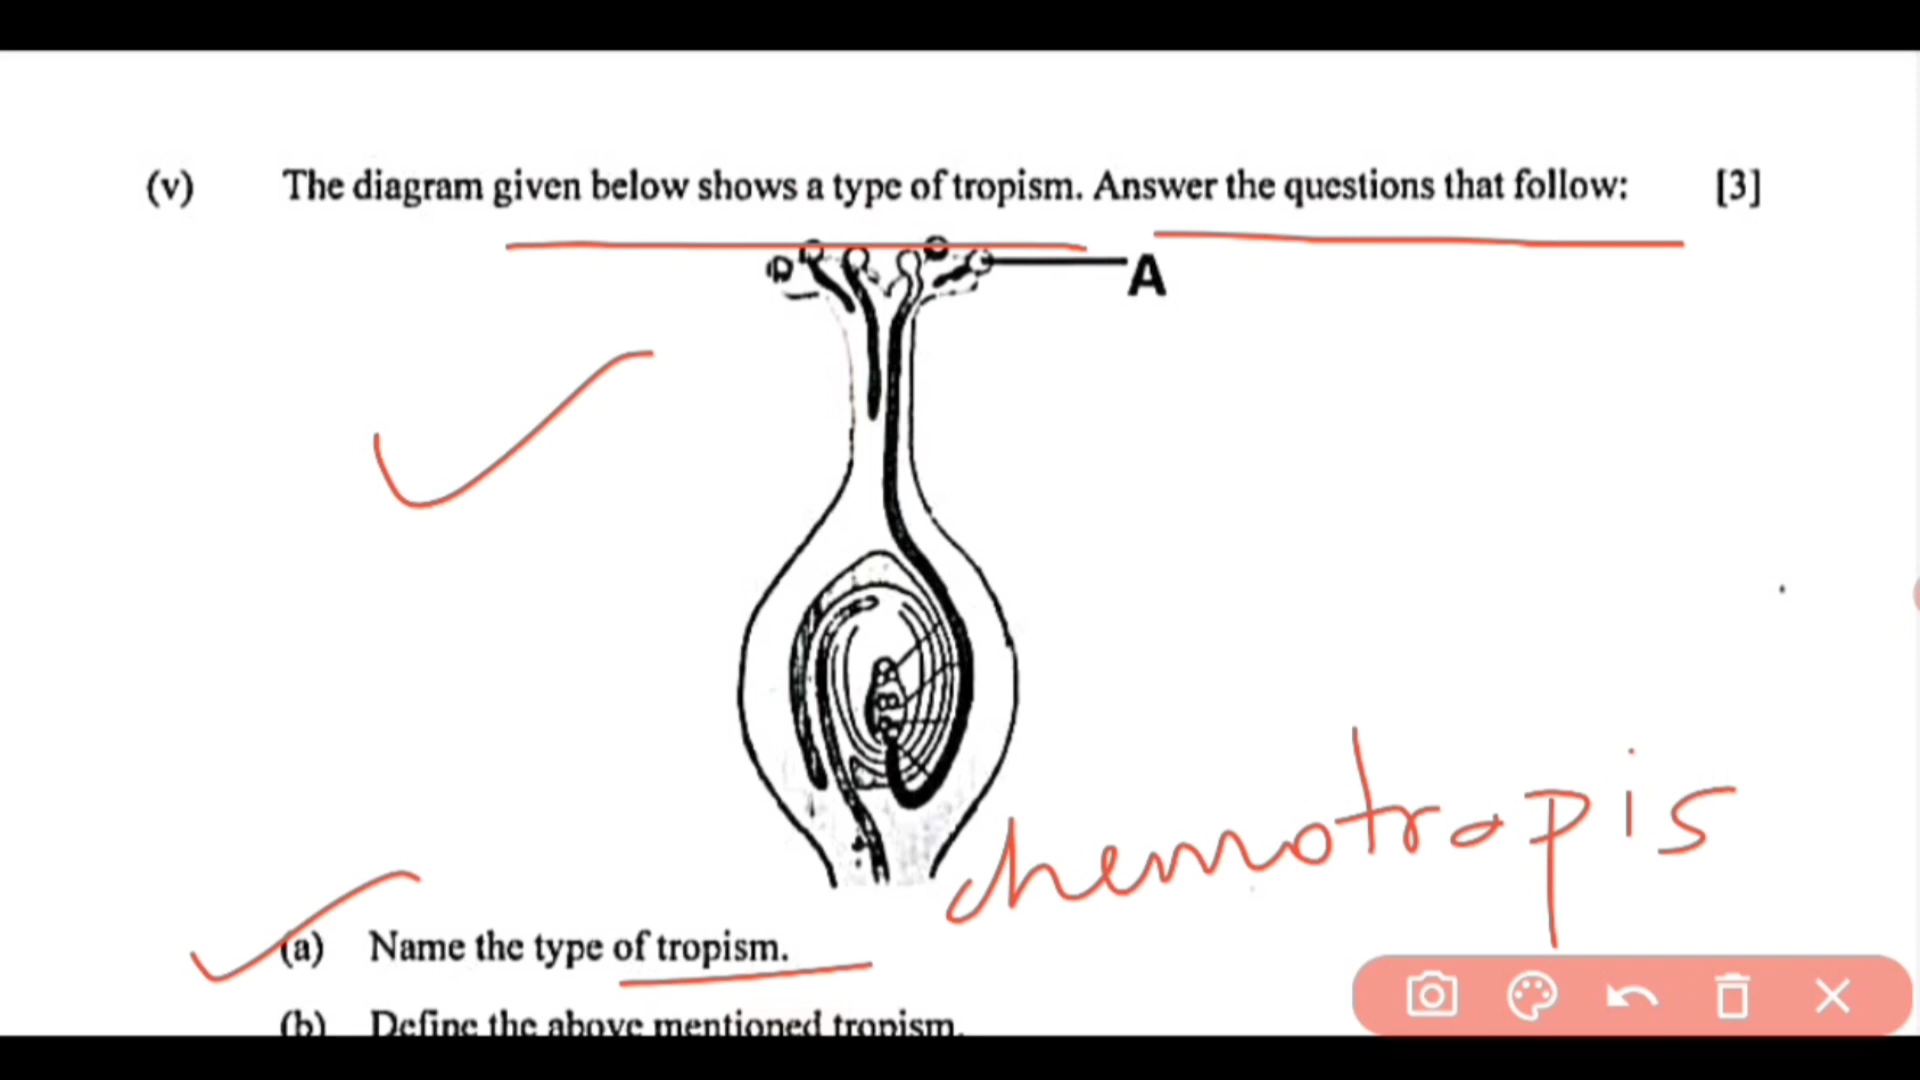 (v) The diagram given below shows a type of tropism. Answer the questions that follow: [3]
A
chemotropis
(a) Name the type of tropism.
(b) Define the above mentioned tropism.